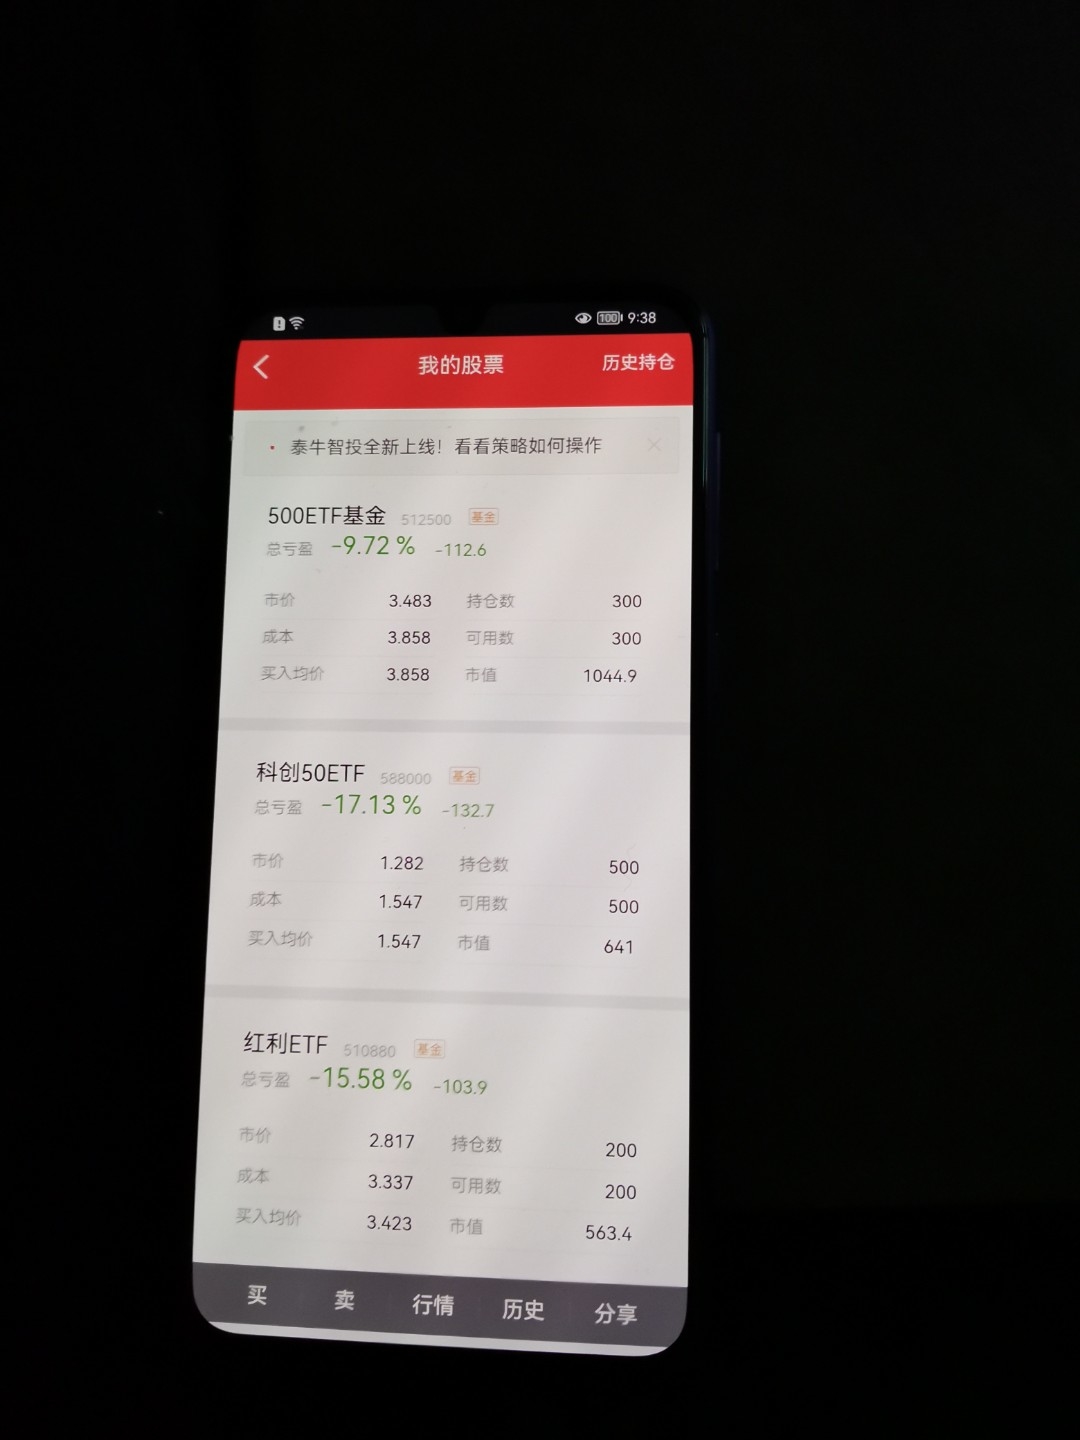 9:38
100
我的股票 历史持仓
泰牛智投全新上线！看看策略如何操作
500ETF基金 512500 基金
总亏盈 -9.72% -112.6
市价 3.483 持仓数 300
成本 3.858 可用数 300
买入均价 3.858 市值 1044.9
科创50ETF 588000 基金
总亏盈 -17.13% -132.7
市价 1.282 持仓数 500
成本 1.547 可用数 500
买入均价 1.547 市值 641
红利ETF 510880 基金
总亏盈 -15.58% -103.9
市价 2.817 持仓数 200
成本 3.337 可用数 200
买入均价 3.423 市值 563.4
买 卖 行情 历史 分享